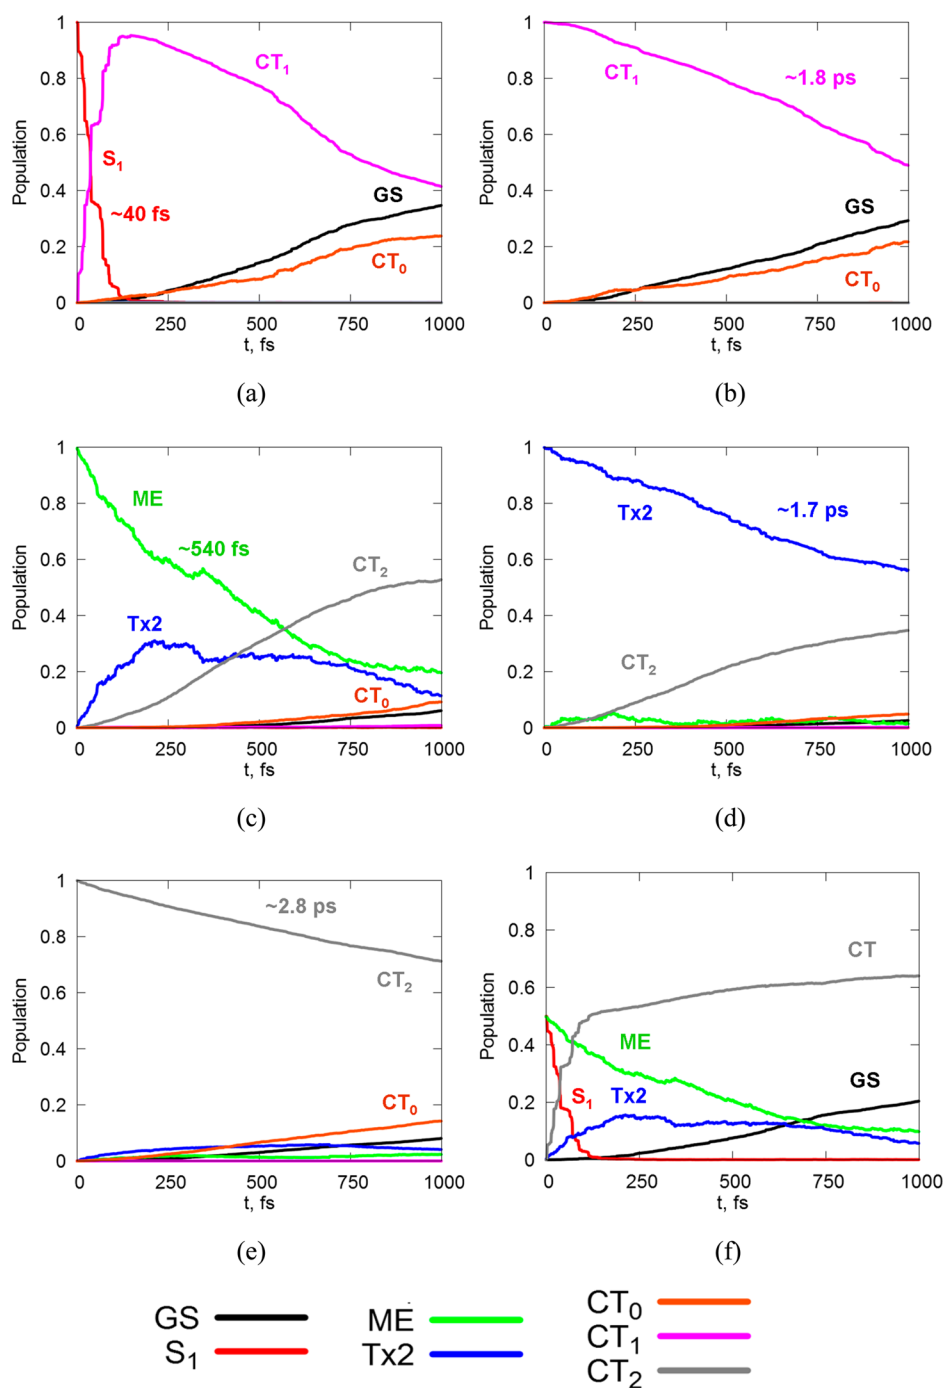 1
0.8
0.6
0.4
0.2
0
Population
CT1
S1
~40 fs
GS
CT0
0 250 500 750 1000
t, fs
(a)
1
0.8
0.6
0.4
0.2
0
Population
CT1
~1.8 ps
GS
CT0
0 250 500 750 1000
t, fs
(b)
1
0.8
0.6
0.4
0.2
0
Population
ME
~540 fs
CT2
Tx2
CT0
0 250 500 750 1000
t, fs
(c)
1
0.8
0.6
0.4
0.2
0
Population
Tx2
~1.7 ps
CT2
0 250 500 750 1000
t, fs
(d)
1
0.8
0.6
0.4
0.2
0
Population
~2.8 ps
CT2
CT0
0 250 500 750 1000
t, fs
(e)
1
0.8
0.6
0.4
0.2
0
Population
CT
ME
S1
Tx2
GS
0 250 500 750 1000
t, fs
(f)
GS
S1
ME
Tx2
CT0
CT1
CT2